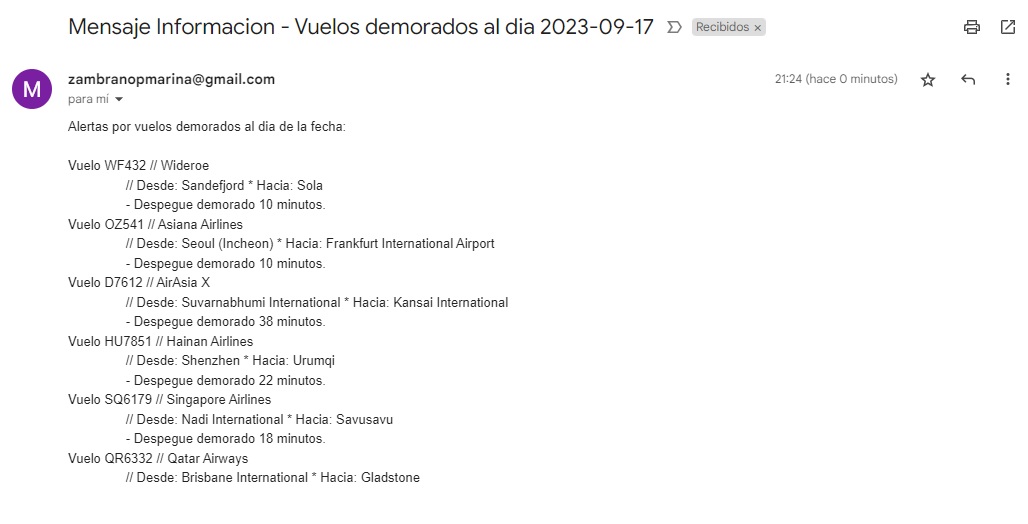 Mensaje Informacion - Vuelos demorados al dia 2023-09-17 Recibidos ×
M
zambranopmarina@gmail.com 21:24 (hace 0 minutos)
para mí
Alertas por vuelos demorados al dia de la fecha:
Vuelo WF432 // Wideroe
// Desde: Sandefjord * Hacia: Sola
- Despegue demorado 10 minutos.
Vuelo OZ541 // Asiana Airlines
// Desde: Seoul (Incheon) * Hacia: Frankfurt International Airport
- Despegue demorado 10 minutos.
Vuelo D7612 // AirAsia X
// Desde: Suvarnabhumi International * Hacia: Kansai International
- Despegue demorado 38 minutos.
Vuelo HU7851 // Hainan Airlines
// Desde: Shenzhen * Hacia: Urumqi
- Despegue demorado 22 minutos.
Vuelo SQ6179 // Singapore Airlines
// Desde: Nadi International * Hacia: Savusavu
- Despegue demorado 18 minutos.
Vuelo QR6332 // Qatar Airways
// Desde: Brisbane International * Hacia: Gladstone